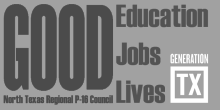 GOOD
Education
Jobs
Lives
North Texas Regional P-16 Council
GENERATION
TX